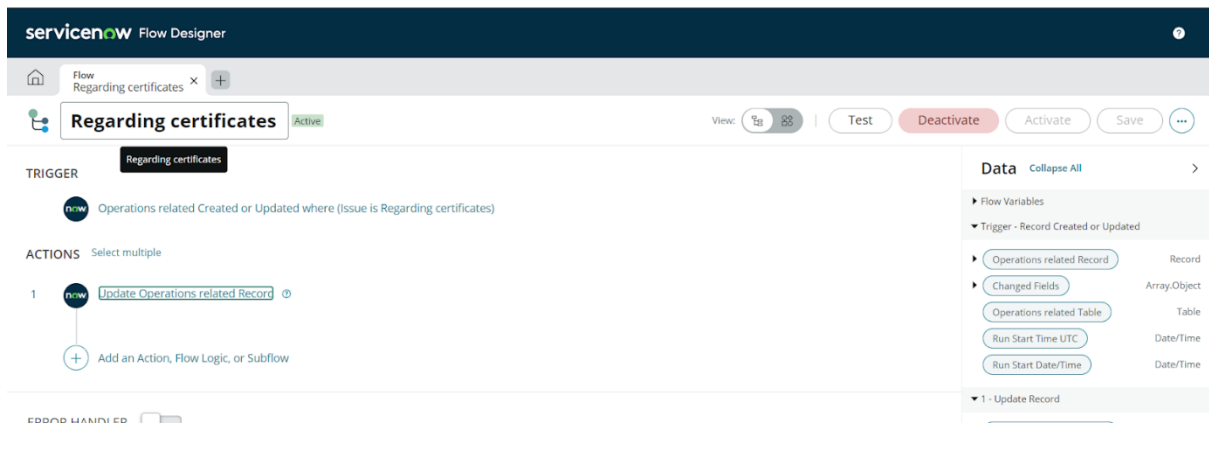 servicenow Flow Designer
Flow
Regarding certificates
Regarding certificates Active
View: Test Deactivate Activate Save
Regarding certificates
TRIGGER
now Operations related Created or Updated where (Issue is Regarding certificates)
ACTIONS Select multiple
1 now Update Operations related Record
Add an Action, Flow Logic, or Subflow
ERROR HANDLER
Data Collapse All
Flow Variables
Trigger - Record Created or Updated
Operations related Record Record
Changed Fields Array.Object
Operations related Table Table
Run Start Time UTC Date/Time
Run Start Date/Time Date/Time
1 - Update Record